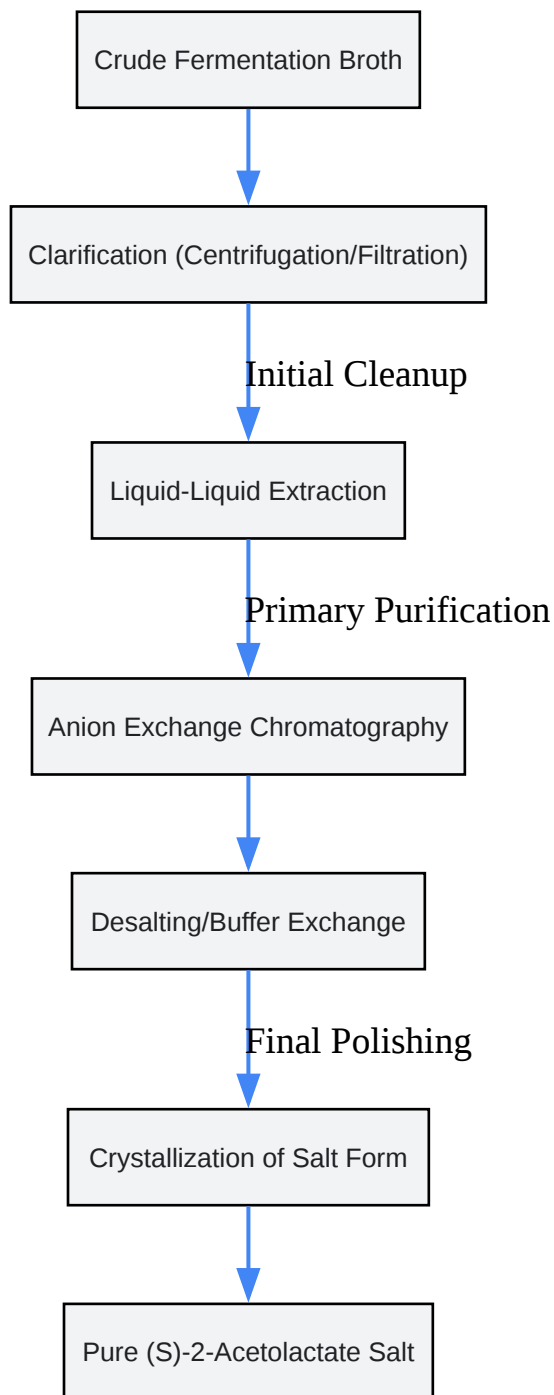 Crude Fermentation Broth
Clarification (Centrifugation/Filtration)
Initial Cleanup
Liquid-Liquid Extraction
Primary Purification
Anion Exchange Chromatography
Desalting/Buffer Exchange
Final Polishing
Crystallization of Salt Form
Pure (S)-2-Acetolactate Salt